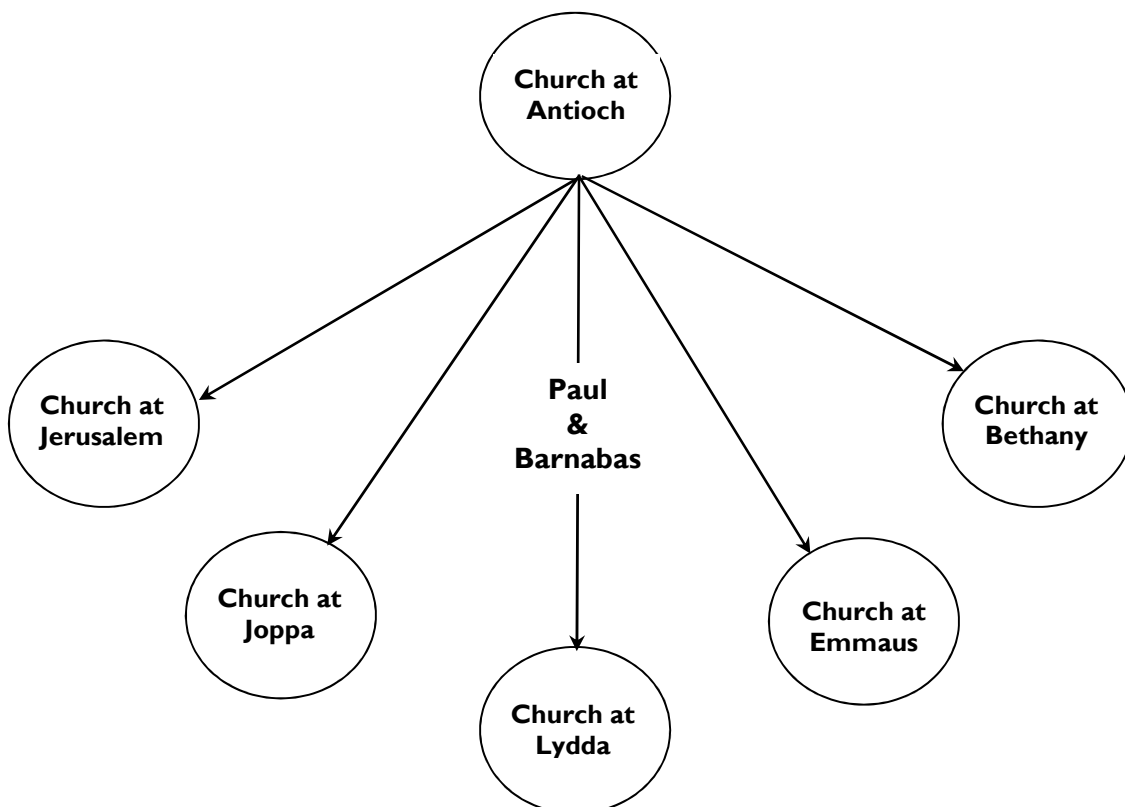 Church at
Antioch
Church at
Jerusalem
Paul
&
Barnabas
Church at
Bethany
Church at
Joppa
Church at
Emmaus
Church at
Lydda